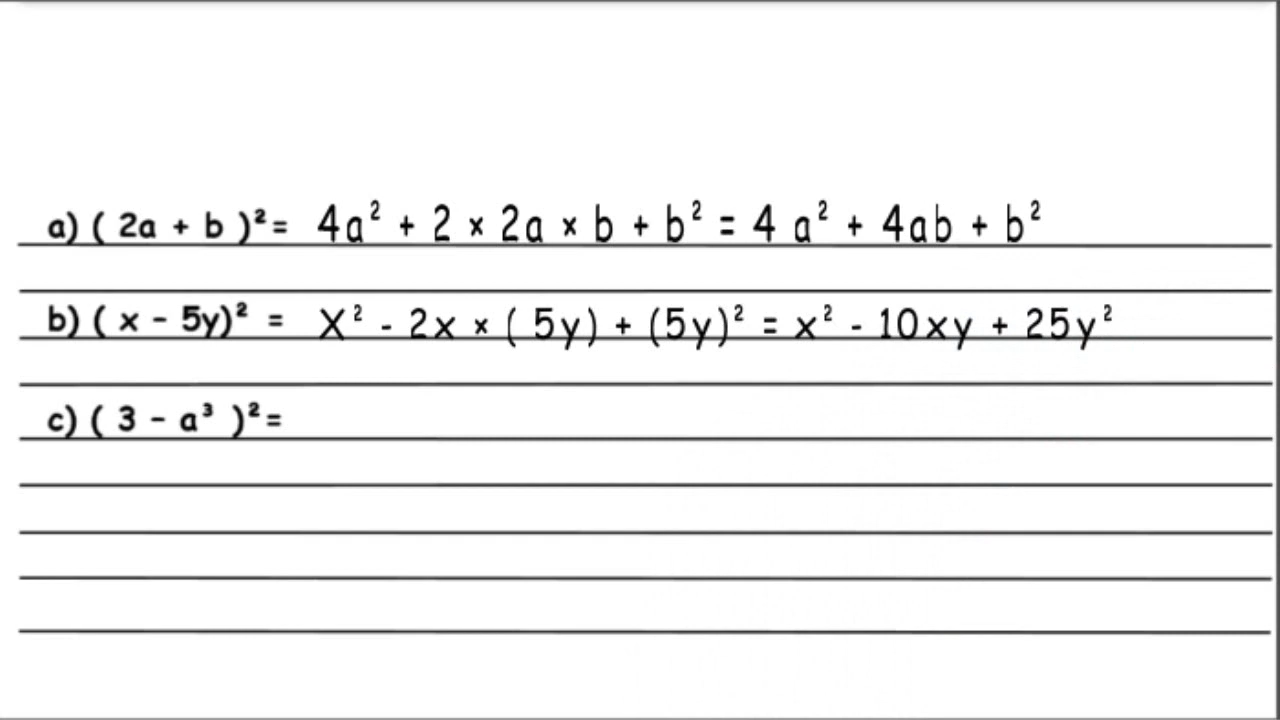 a) ( 2a + b )²= 4a² + 2 × 2a × b + b² = 4 a² + 4ab + b²
b) ( x - 5y)² = X² - 2x × ( 5y) + (5y)² = x² - 10xy + 25y²
c) ( 3 - a³ )²=